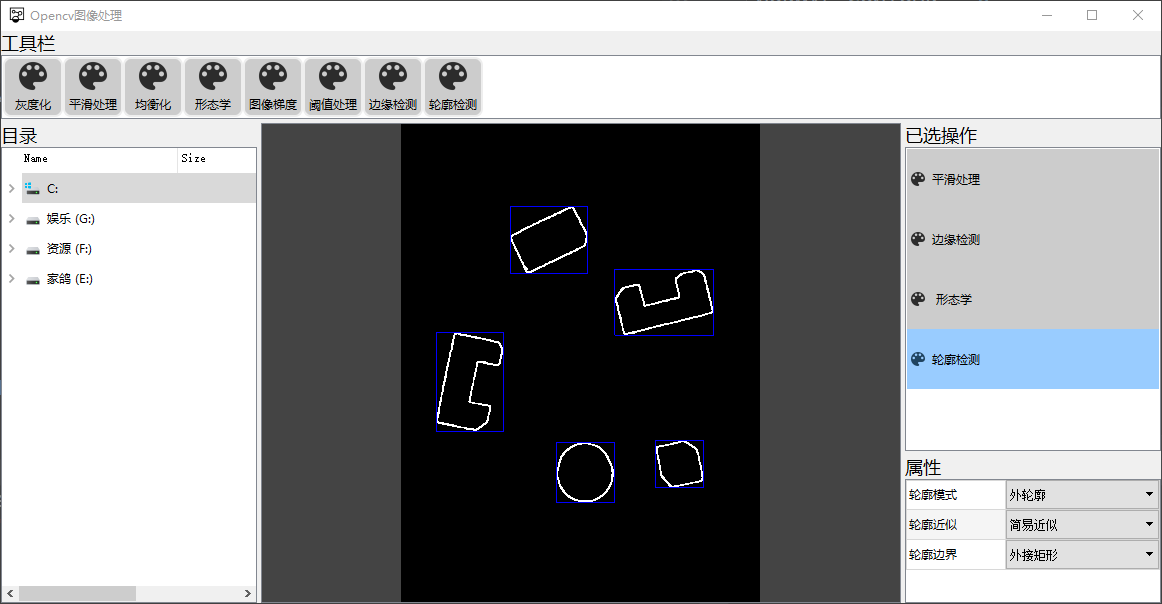 Opencv图像处理
工具栏
灰度化 平滑处理 均衡化 形态学 图像梯度 阈值处理 边缘检测 轮廓检测
目录
Name Size
C:
娱乐 (G:)
资源 (F:)
家鸽 (E:)
已选操作
平滑处理
边缘检测
形态学
轮廓检测
属性
轮廓模式 外轮廓
轮廓近似 简易近似
轮廓边界 外接矩形